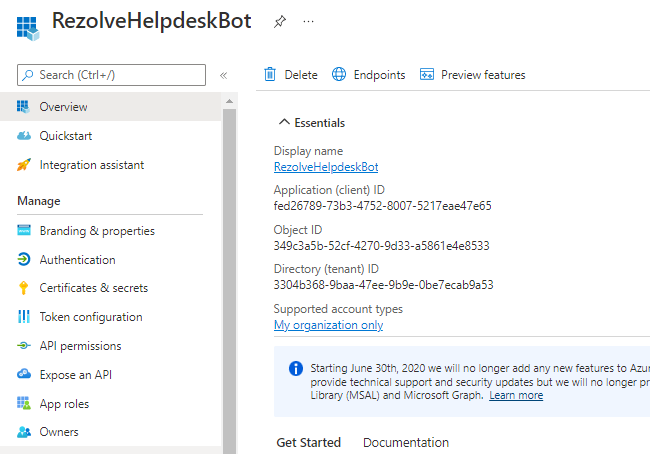 RezolveHelpdeskBot
Search (Ctrl+/)
«
Overview
Quickstart
Integration assistant
Manage
Branding & properties
Authentication
Certificates & secrets
Token configuration
API permissions
Expose an API
App roles
Owners
Delete
Endpoints
Preview features
Essentials
Display name
RezolveHelpdeskBot
Application (client) ID
fed26789-73b3-4752-8007-5217eae47e65
Object ID
349c3a5b-52cf-4270-9d33-a5861e4e8533
Directory (tenant) ID
3304b368-9baa-47ee-9b9e-0be7ecab9a53
Supported account types
My organization only
Starting June 30th, 2020 we will no longer add any new features to Azur
provide technical support and security updates but we will no longer pr
Library (MSAL) and Microsoft Graph. Learn more
Get Started
Documentation